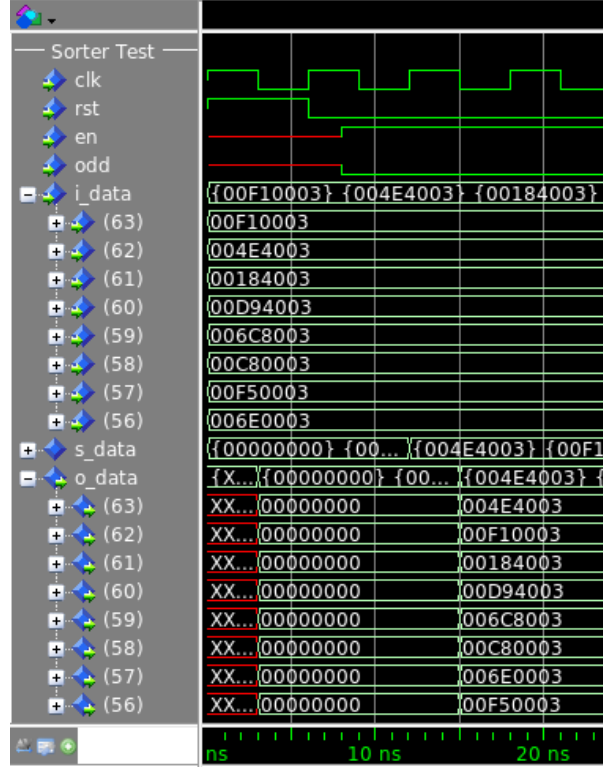 Sorter Test
clk
rst
en
odd
i_data {00F10003} {004E4003} {00184003}
(63) 00F10003
(62) 004E4003
(61) 00184003
(60) 00D94003
(59) 006C8003
(58) 00C80003
(57) 00F50003
(56) 006E0003
s_data {00000000} {00... {004E4003} {00F1
o_data {X... {00000000} {00... {004E4003} {
(63) XX... 00000000 004E4003
(62) XX... 00000000 00F10003
(61) XX... 00000000 00184003
(60) XX... 00000000 00D94003
(59) XX... 00000000 006C8003
(58) XX... 00000000 00C80003
(57) XX... 00000000 006E0003
(56) XX... 00000000 00F50003
ns 10 ns 20 ns